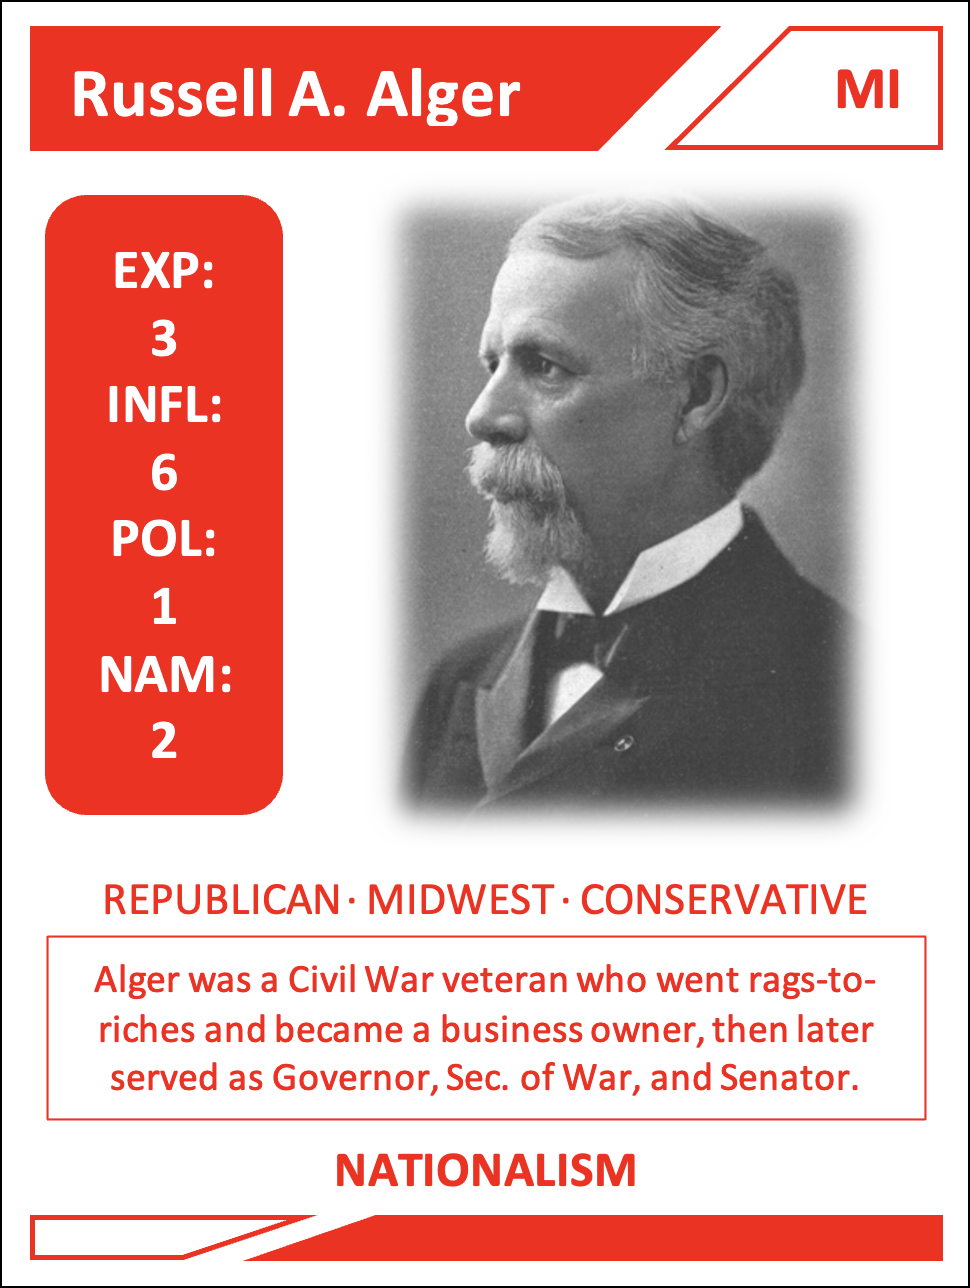 Russell A. Alger
MI
EXP:
3
INFL:
6
POL:
1
NAM:
2
REPUBLICAN · MIDWEST · CONSERVATIVE
Alger was a Civil War veteran who went rags-to-
riches and became a business owner, then later
served as Governor, Sec. of War, and Senator.
NATIONALISM